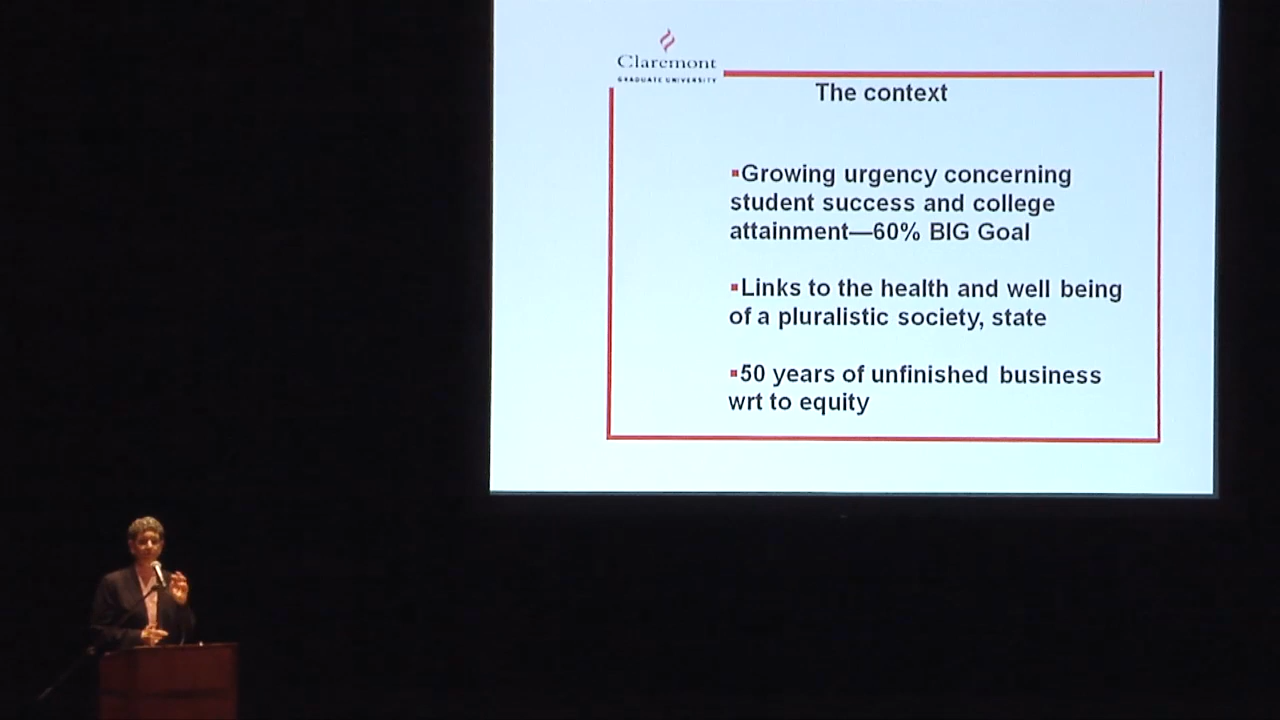 Claremont
GRADUATE UNIVERSITY
The context
▪Growing urgency concerning
student success and college
attainment—60% BIG Goal
▪Links to the health and well being
of a pluralistic society, state
▪50 years of unfinished business
wrt to equity